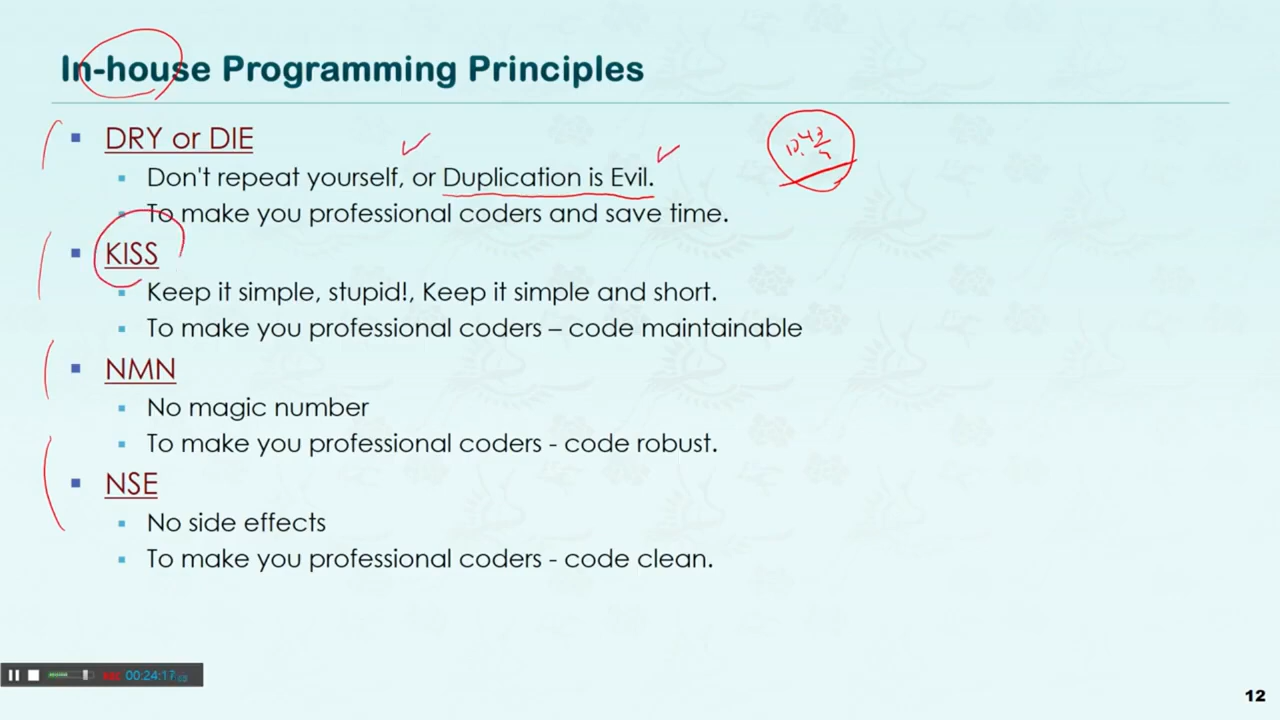 In-house Programming Principles
DRY or DIE
Don't repeat yourself, or Duplication is Evil.
To make you professional coders and save time.
KISS
Keep it simple, stupid!, Keep it simple and short.
To make you professional coders – code maintainable
NMN
No magic number
To make you professional coders - code robust.
NSE
No side effects
To make you professional coders - code clean.
00:24:17
12